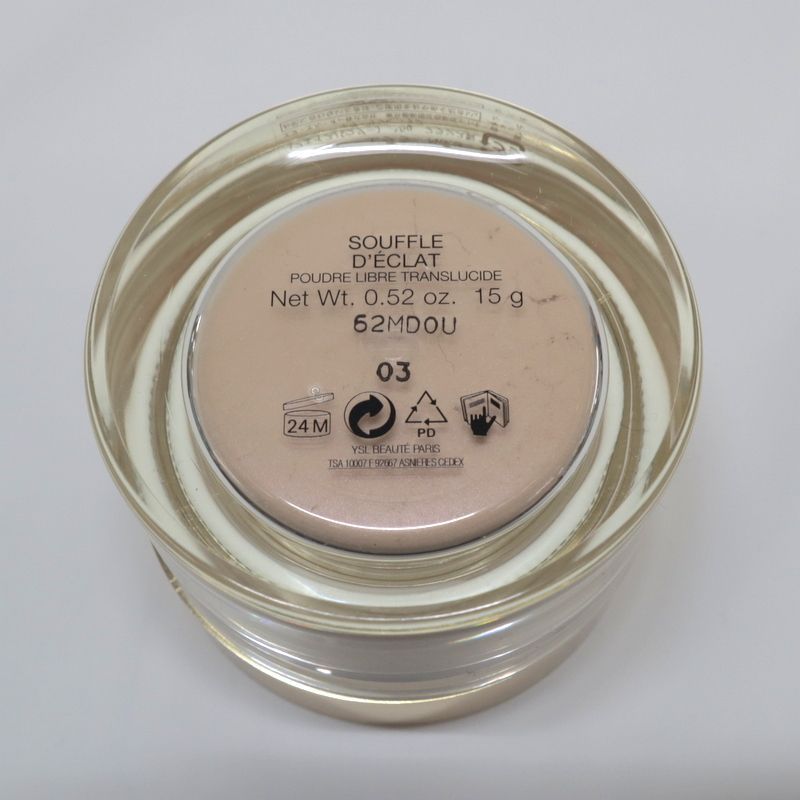 SOUFFLE
D'ÉCLAT
POUDRE LIBRE TRANSLUCIDE
Net Wt. 0.52 oz. 15 g
62MD0U
03
24M
PD
YSL BEAUTÉ PARIS
TSA 10007 F 92667 ASNIERES CEDEX